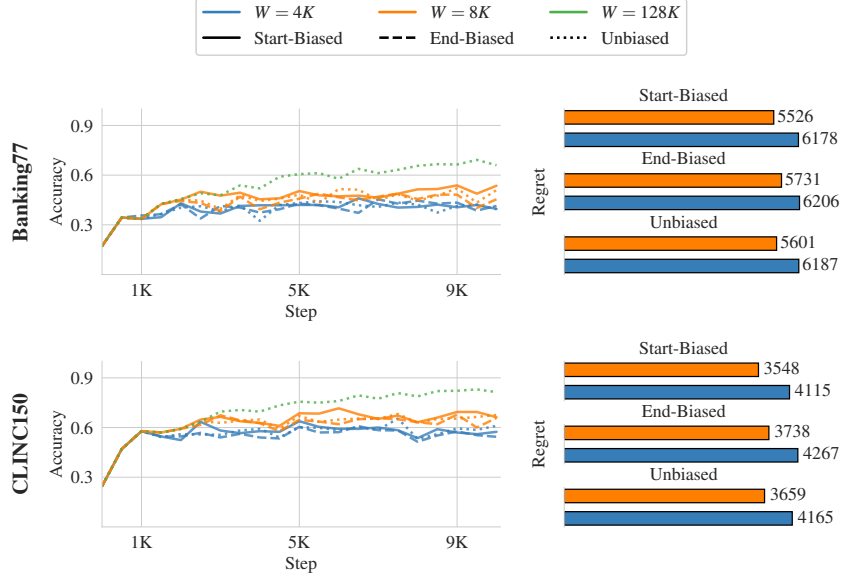 W = 4K W = 8K W = 128K
Start-Biased End-Biased Unbiased
Banking77
Accuracy
0.9
0.6
0.3
1K 5K 9K
Step
Regret
Start-Biased
5526
6178
End-Biased
5731
6206
Unbiased
5601
6187
CLINC150
Accuracy
0.9
0.6
0.3
1K 5K 9K
Step
Regret
Start-Biased
3548
4115
End-Biased
3738
4267
Unbiased
3659
4165